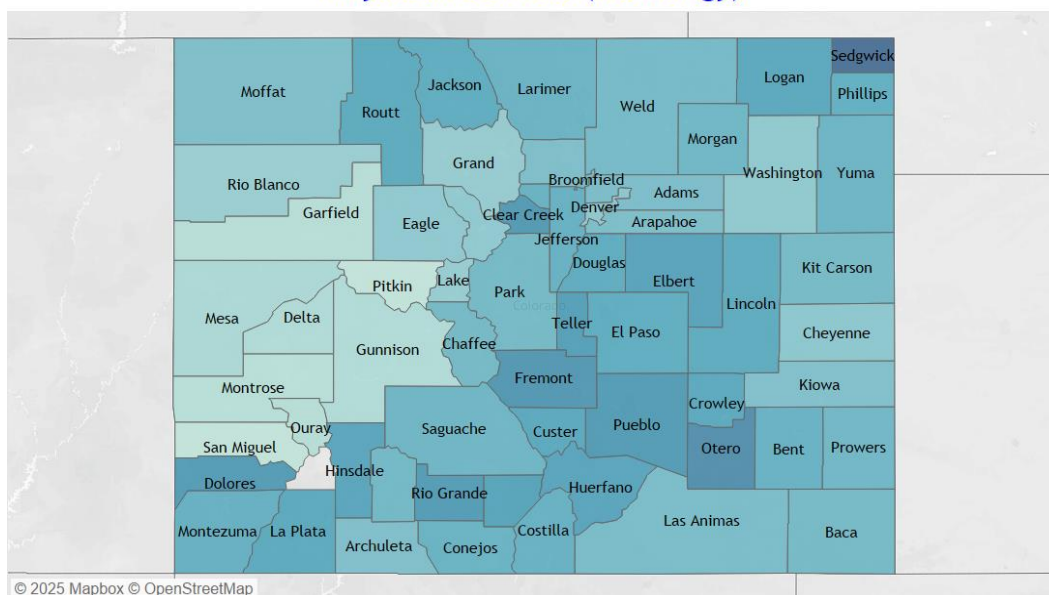 Sedgwick
Logan
Jackson
Larimer
Moffat
Phillips
Weld
Routt
Morgan
Grand
Washington
Yuma
Broomfield
Rio Blanco
Adams
Denver
Garfield
Clear Creek
Eagle
Arapahoe
Jefferson
Douglas
Kit Carson
Lake
Elbert
Pitkin
Park
Lincoln
Colorado
Delta
Mesa
Teller
El Paso
Cheyenne
Chaffee
Gunnison
Fremont
Kiowa
Montrose
Crowley
Pueblo
Ouray
Saguache
Custer
San Miguel
Otero
Bent
Prowers
Hinsdale
Dolores
Rio Grande
Huerfano
Las Animas
Montezuma
La Plata
Costilla
Baca
Archuleta
Conejos
© 2025 Mapbox © OpenStreetMap